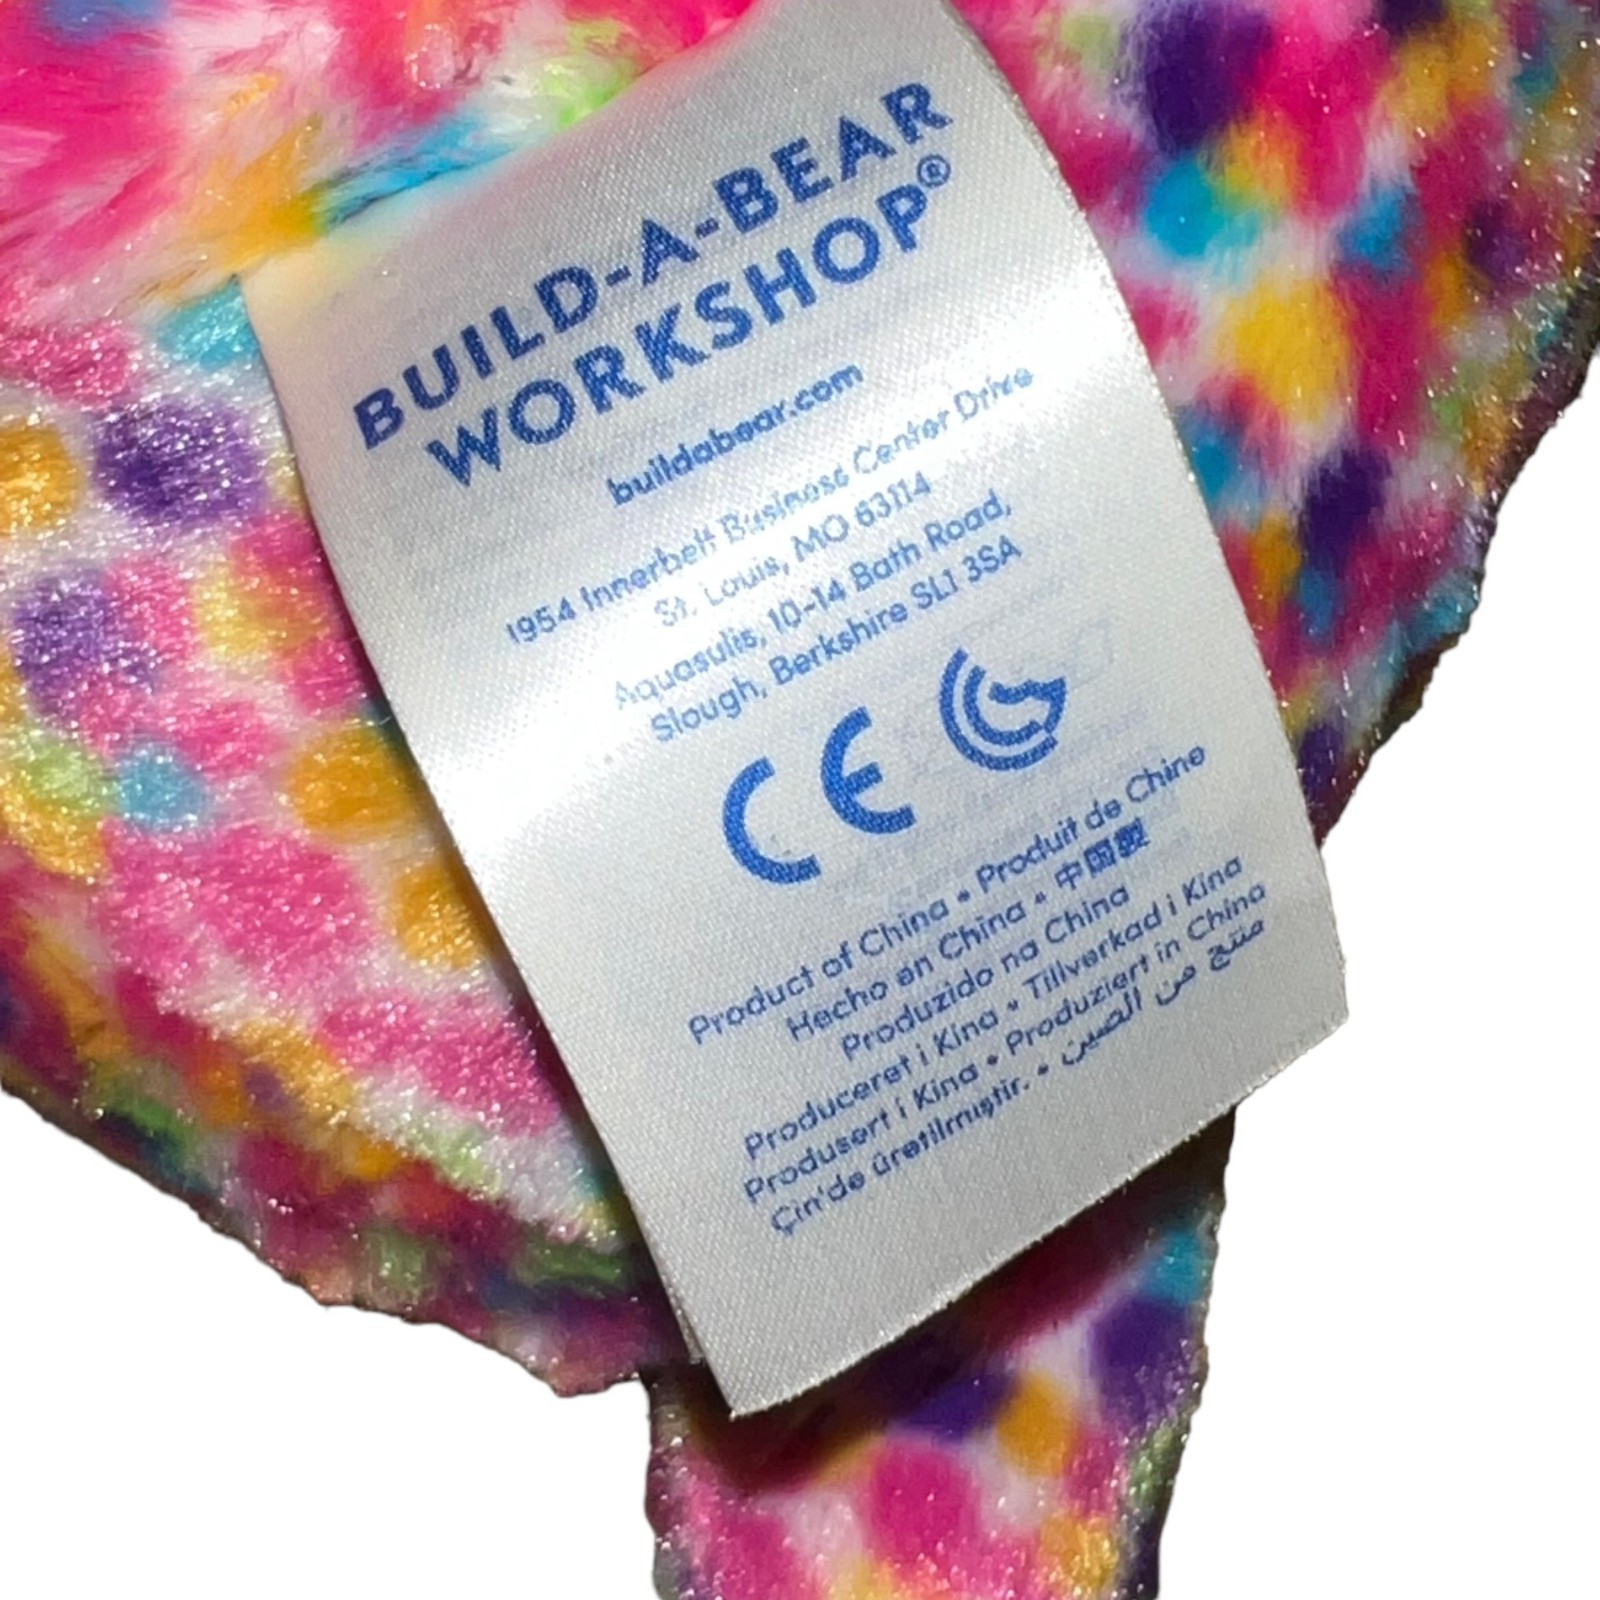 BUILD-A-BEAR
WORKSHOP®
buildabear.com
1954 Innerbelt Business Center Drive
St. Louis, MO 63114
Aquasulis, 10-14 Bath Road,
Slough, Berkshire SL1 3SA
CE
Product of China • Produit de Chine
Hecho en China • 中国製
Produzido na China
Produceret i Kina • Tillverkad i Kina
Produsert i Kina • Produziert in China
Çin'de üretilmiştir. • منتج من الصين